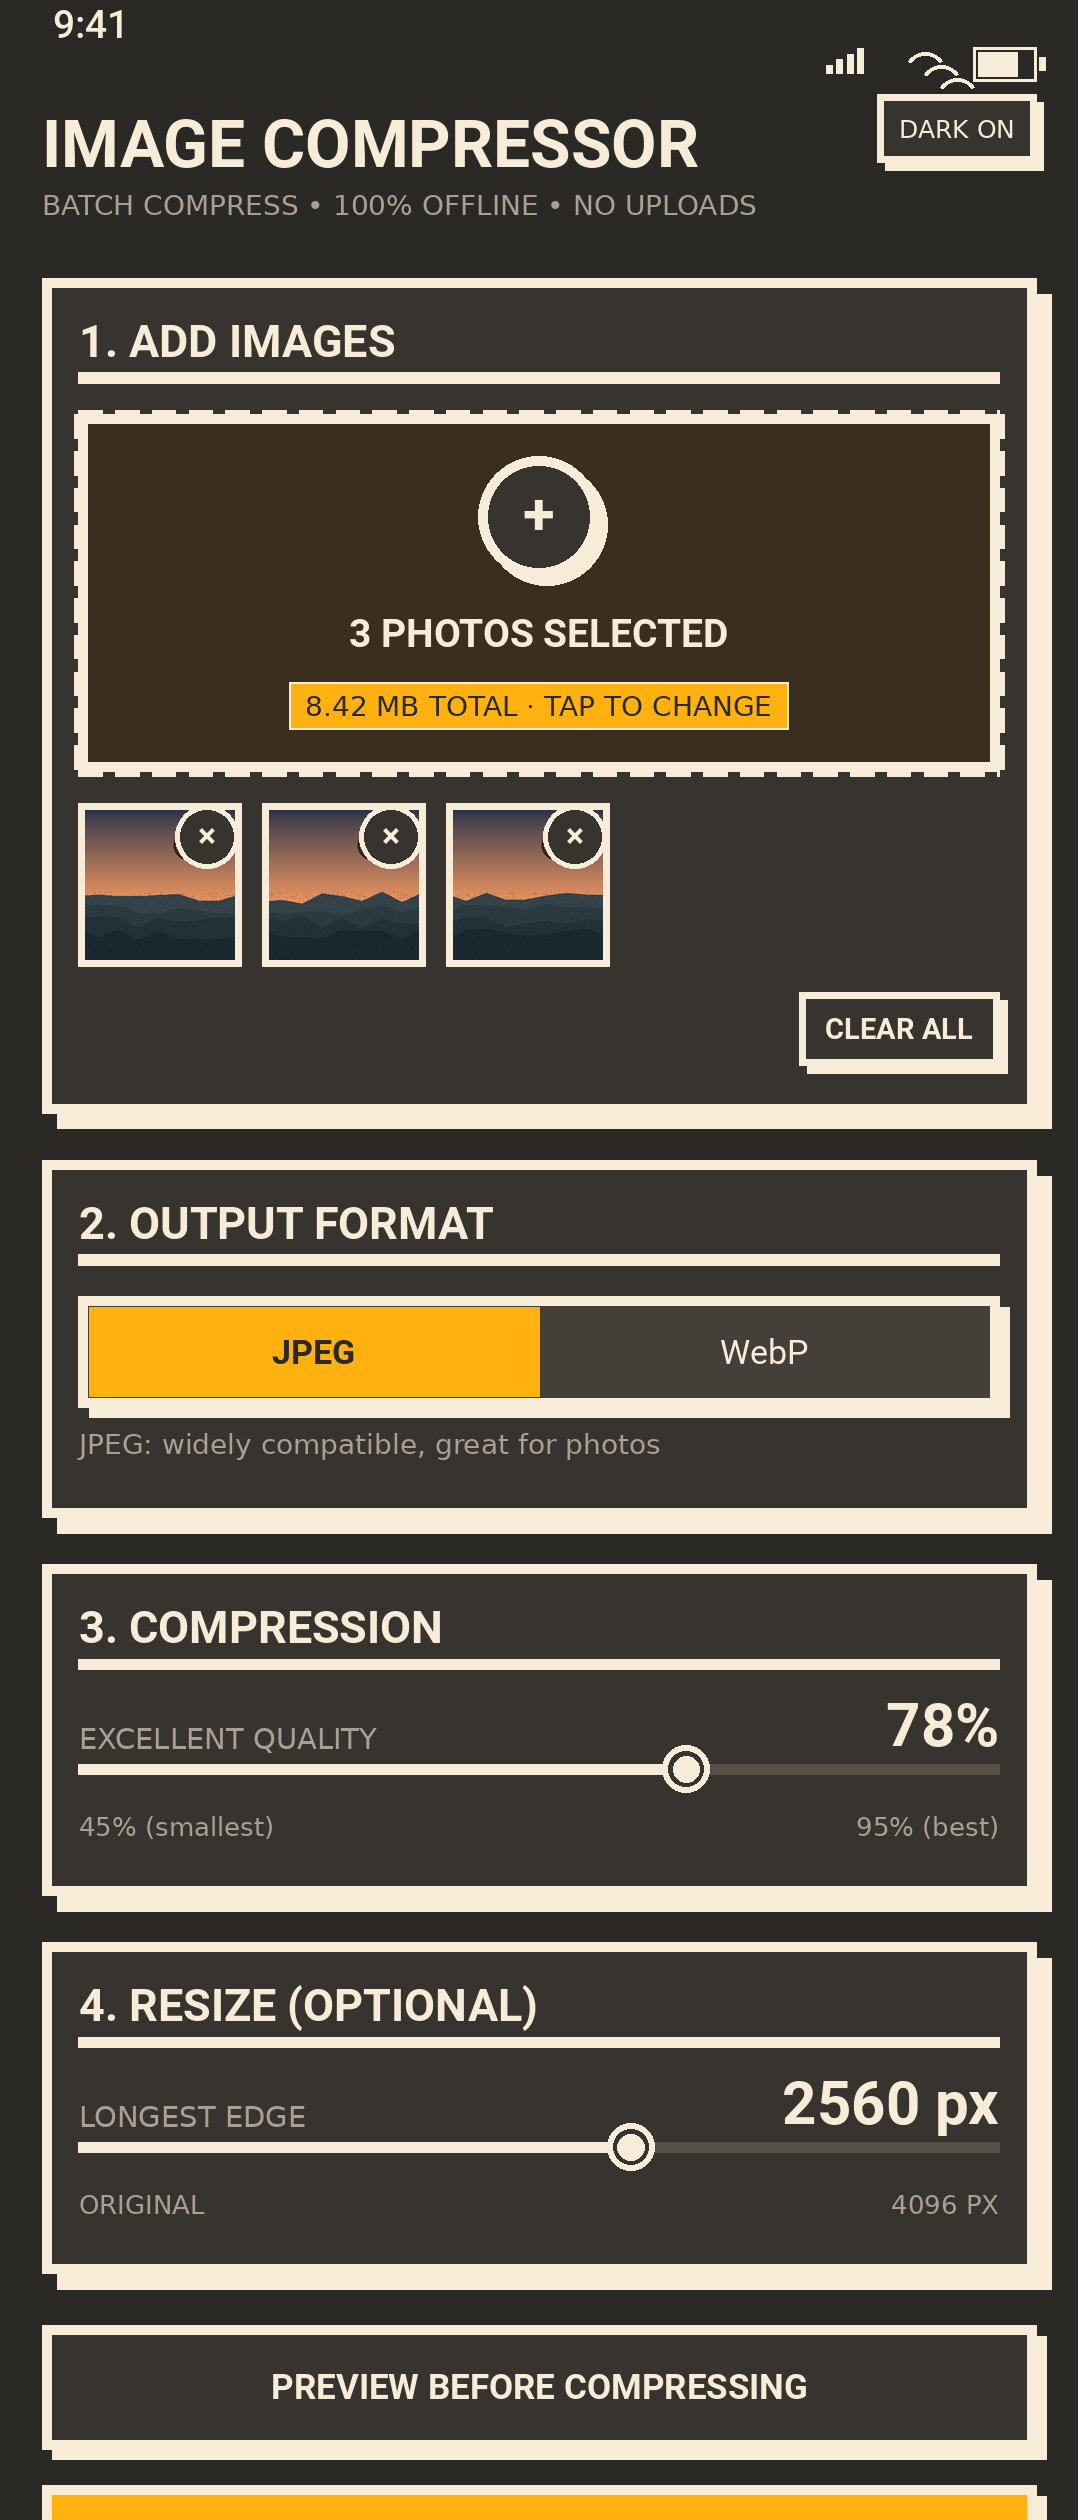 9:41
IMAGE COMPRESSOR
DARK ON
BATCH COMPRESS • 100% OFFLINE • NO UPLOADS
1. ADD IMAGES
+
3 PHOTOS SELECTED
8.42 MB TOTAL · TAP TO CHANGE
× × ×
CLEAR ALL
2. OUTPUT FORMAT
JPEG WebP
JPEG: widely compatible, great for photos
3. COMPRESSION
EXCELLENT QUALITY 78%
45% (smallest) 95% (best)
4. RESIZE (OPTIONAL)
LONGEST EDGE 2560 px
ORIGINAL 4096 PX
PREVIEW BEFORE COMPRESSING